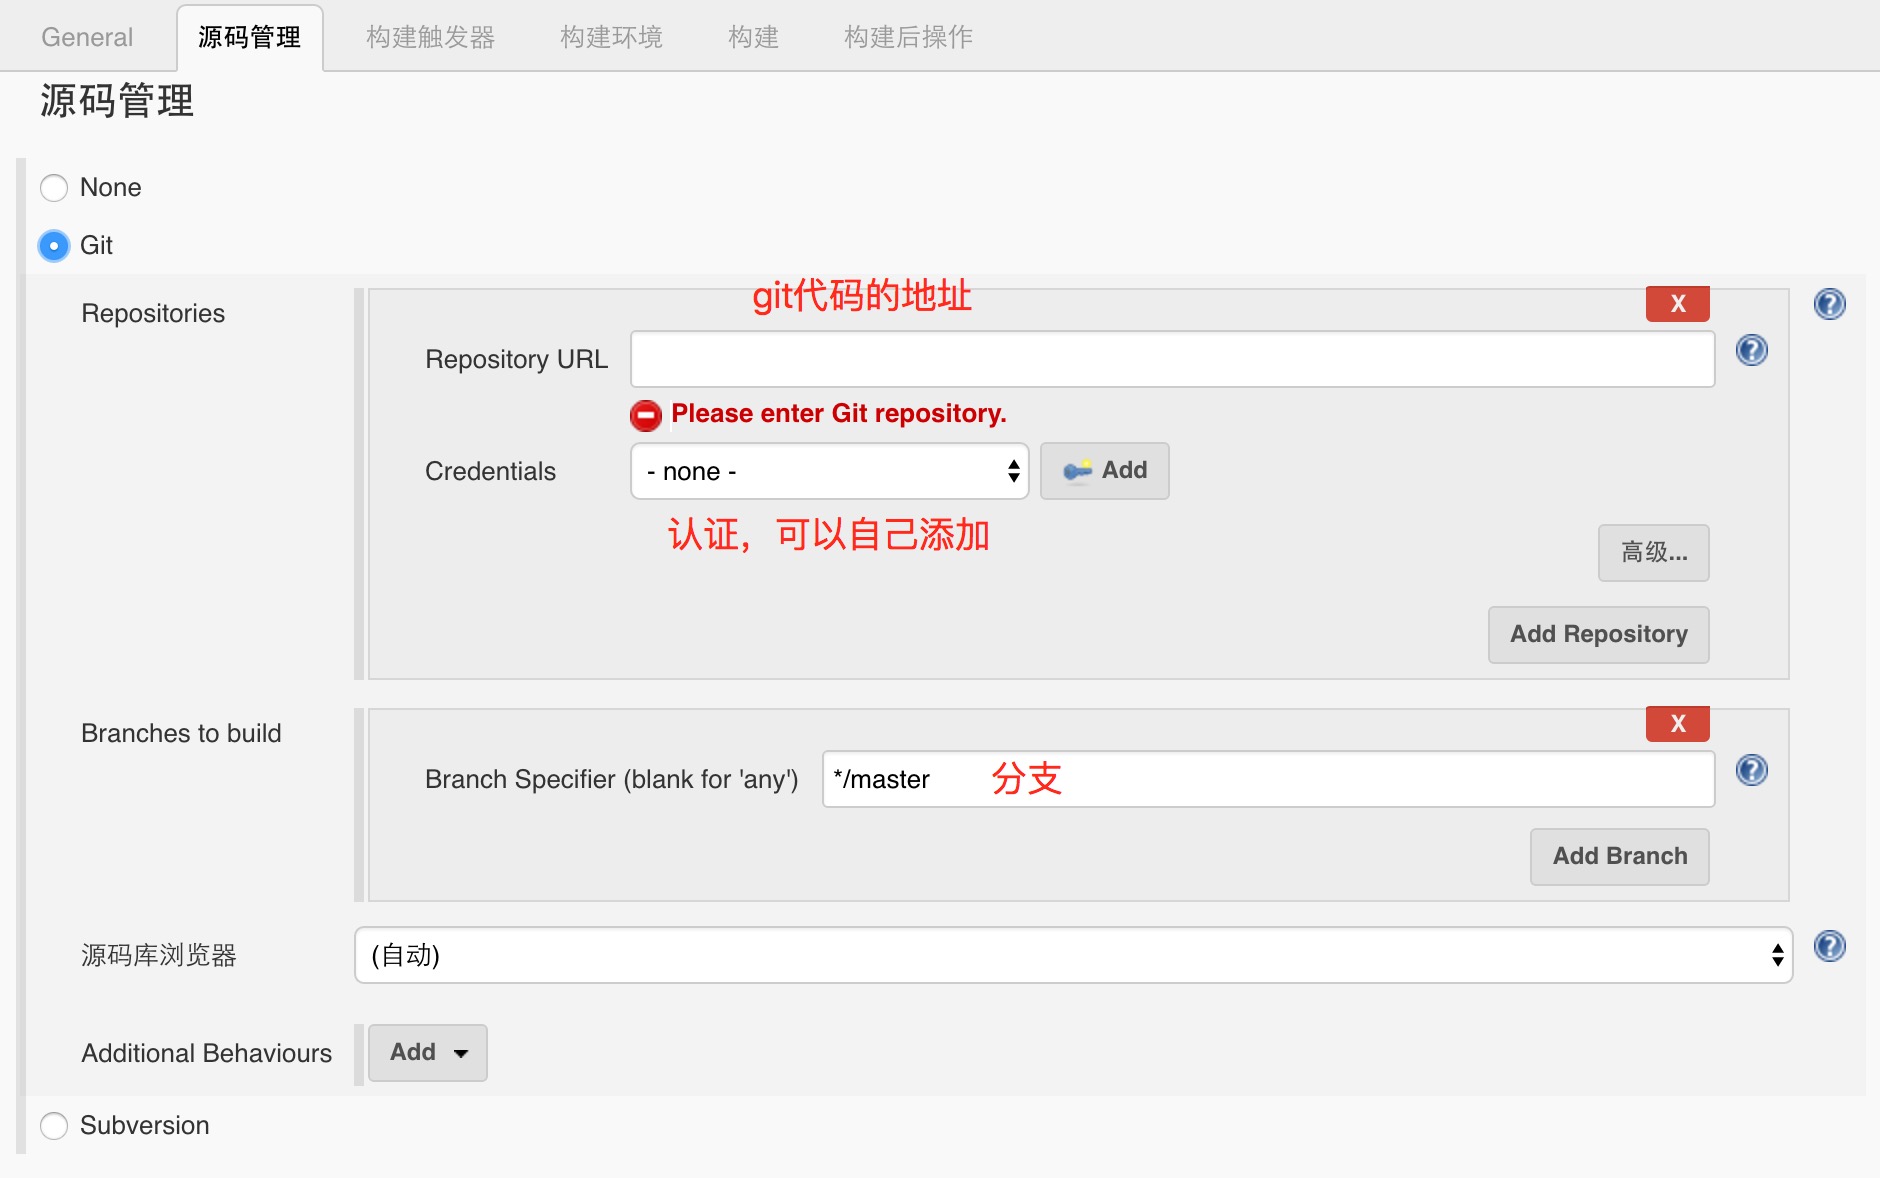 General 源码管理 构建触发器 构建环境 构建 构建后操作
源码管理
None
Git
git代码的地址
Repositories
X
Repository URL
Please enter Git repository.
Credentials - none - Add
认证，可以自己添加
高级...
Add Repository
Branches to build
X
Branch Specifier (blank for 'any') */master 分支
Add Branch
源码库浏览器 (自动)
Additional Behaviours Add
Subversion